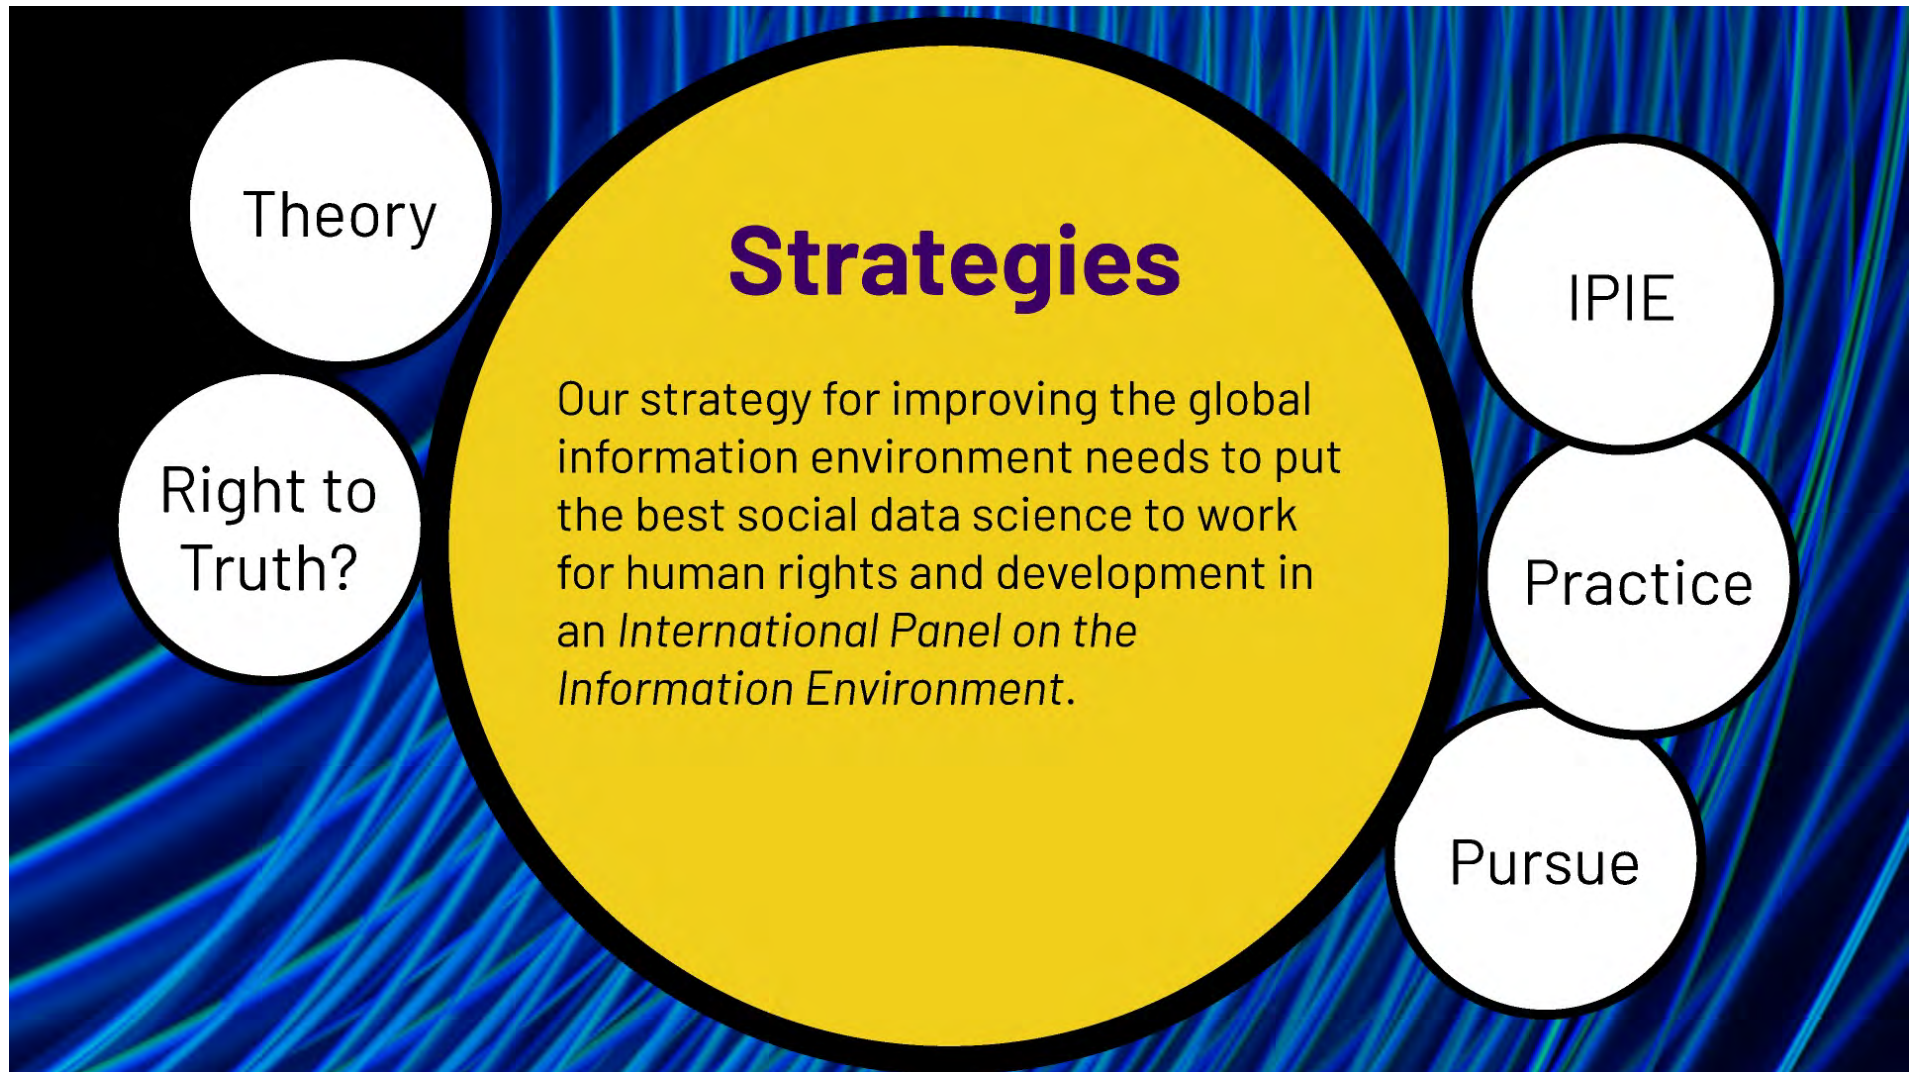 Theory
Right to
Truth?
Strategies
Our strategy for improving the global
information environment needs to put
the best social data science to work
for human rights and development in
an International Panel on the
Information Environment.
IPIE
Practice
Pursue